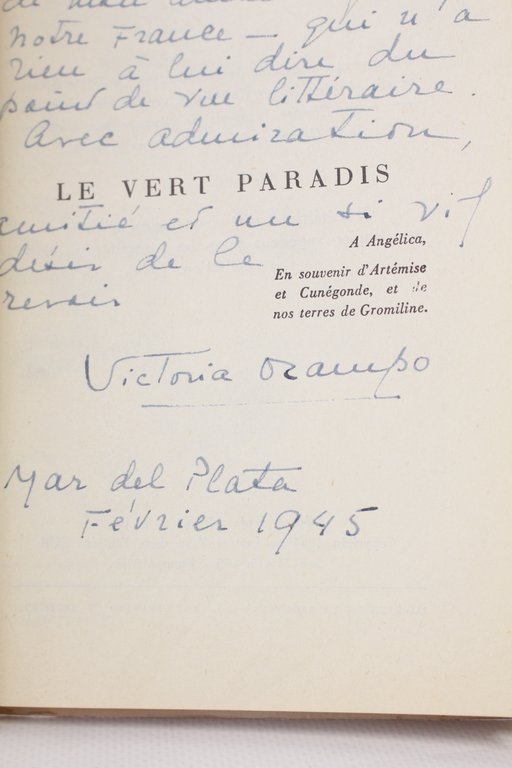 de mon
notre France — qui n'a
rien à lui dire du
point de vue littéraire.
Avec admiration,
LE VERT PARADIS
amitié et un si vif
désir de le
revoir
A Angélica,
En souvenir d'Artémise
et Cunégonde, et de
nos terres de Gromiline.
Victoria Ocampo
Mar del Plata
Février 1945